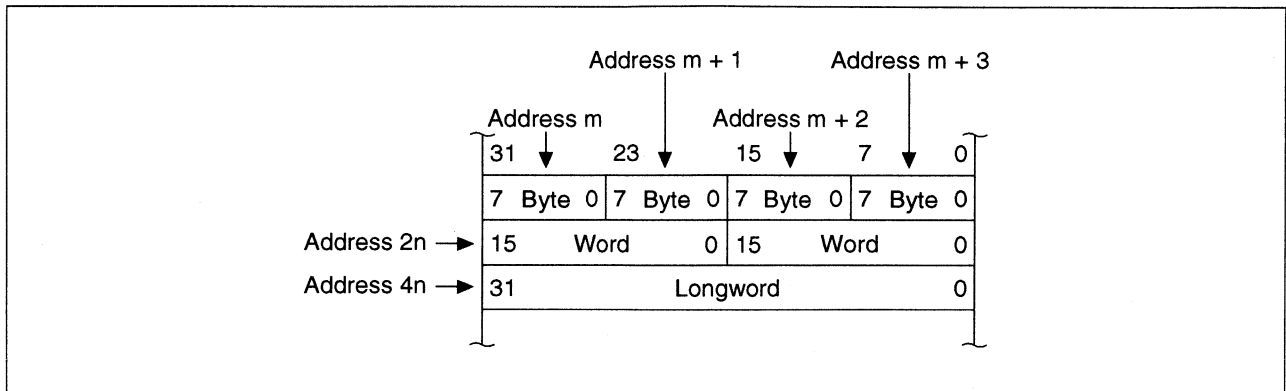 Address m + 1 Address m + 3
Address m Address m + 2
31 23 15 7 0
7 Byte 0 7 Byte 0 7 Byte 0 7 Byte 0
Address 2n 15 Word 0 15 Word 0
Address 4n 31 Longword 0